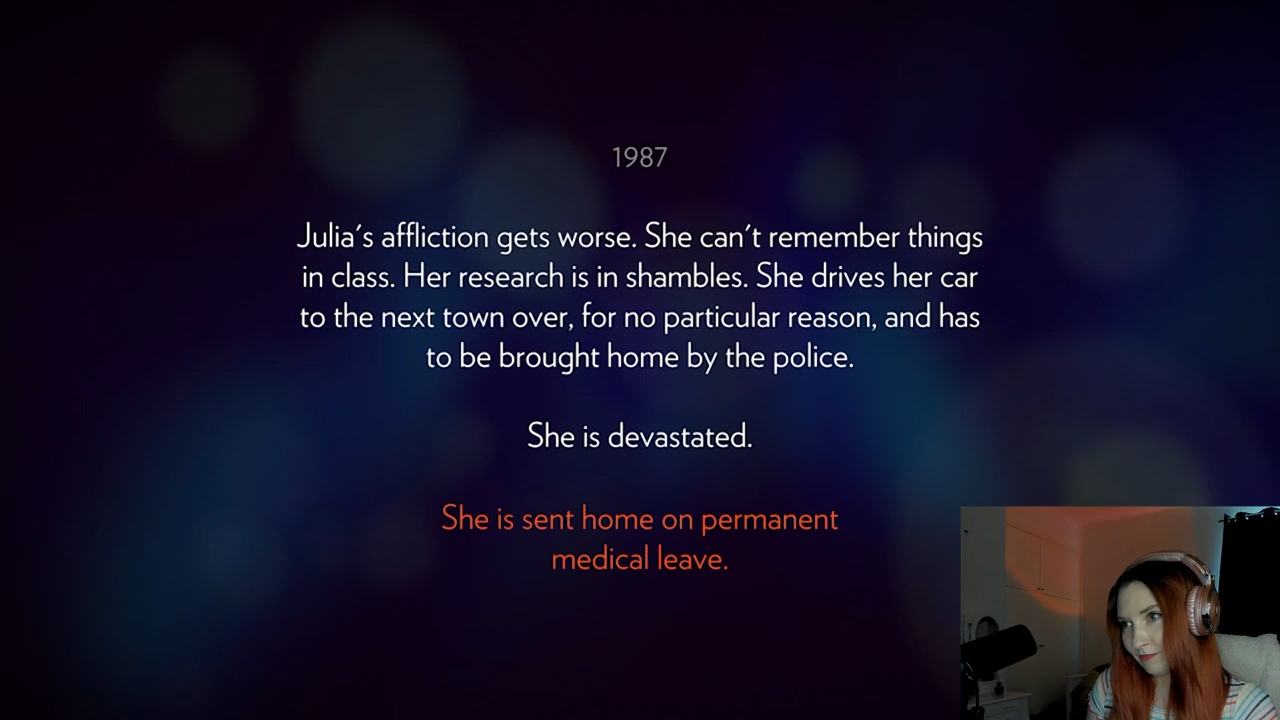 1987
Julia's affliction gets worse. She can't remember things
in class. Her research is in shambles. She drives her car
to the next town over, for no particular reason, and has
to be brought home by the police.
She is devastated.
She is sent home on permanent
medical leave.